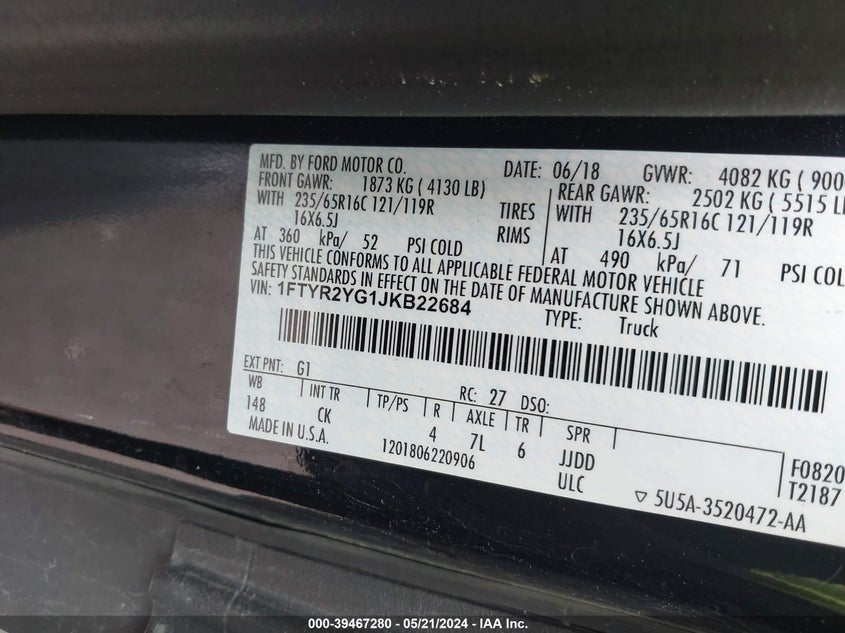 MFD. BY FORD MOTOR CO. DATE: 06/18 GVWR: 4082 KG ( 900
FRONT GAWR: 1873 KG ( 4130 LB) REAR GAWR: 2502 KG ( 5515 L
WITH 235/65R16C 121/119R TIRES WITH 235/65R16C 121/119R
16X6.5J RIMS 16X6.5J
AT 360 kPa/ 52 PSI COLD AT 490 kPa/ 71 PSI COL
THIS VEHICLE CONFORMS TO ALL APPLICABLE FEDERAL MOTOR VEHICLE
SAFETY STANDARDS IN EFFECT ON THE DATE OF MANUFACTURE SHOWN ABOVE.
VIN: 1FTYR2YG1JKB22684 TYPE: Truck
EXT PNT: G1 RC: 27 DSO:
WB INT TR TP/PS R AXLE TR SPR
148 CK 4 7L 6 JJDD F0820
MADE IN U.S.A. 1201806220906 ULC T2187
▽ 5U5A-3520472-AA
000-39467280 - 05/21/2024 - IAA Inc.